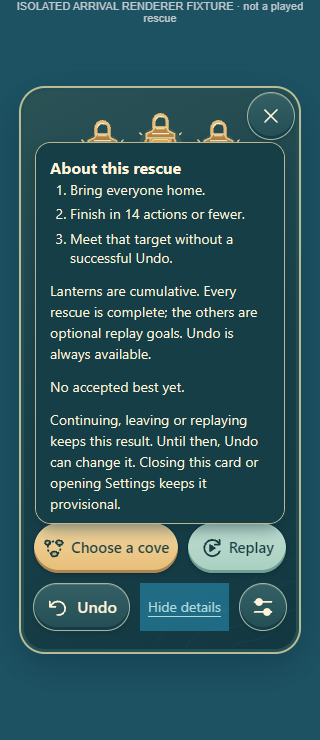 ISOLATED ARRIVAL RENDERER FIXTURE · not a played
rescue
About this rescue
1. Bring everyone home.
2. Finish in 14 actions or fewer.
3. Meet that target without a
successful Undo.
Lanterns are cumulative. Every
rescue is complete; the others are
optional replay goals. Undo is
always available.
No accepted best yet.
Continuing, leaving or replaying
keeps this result. Until then, Undo
can change it. Closing this card or
opening Settings keeps it
provisional.
Choose a cove
Replay
Undo
Hide details